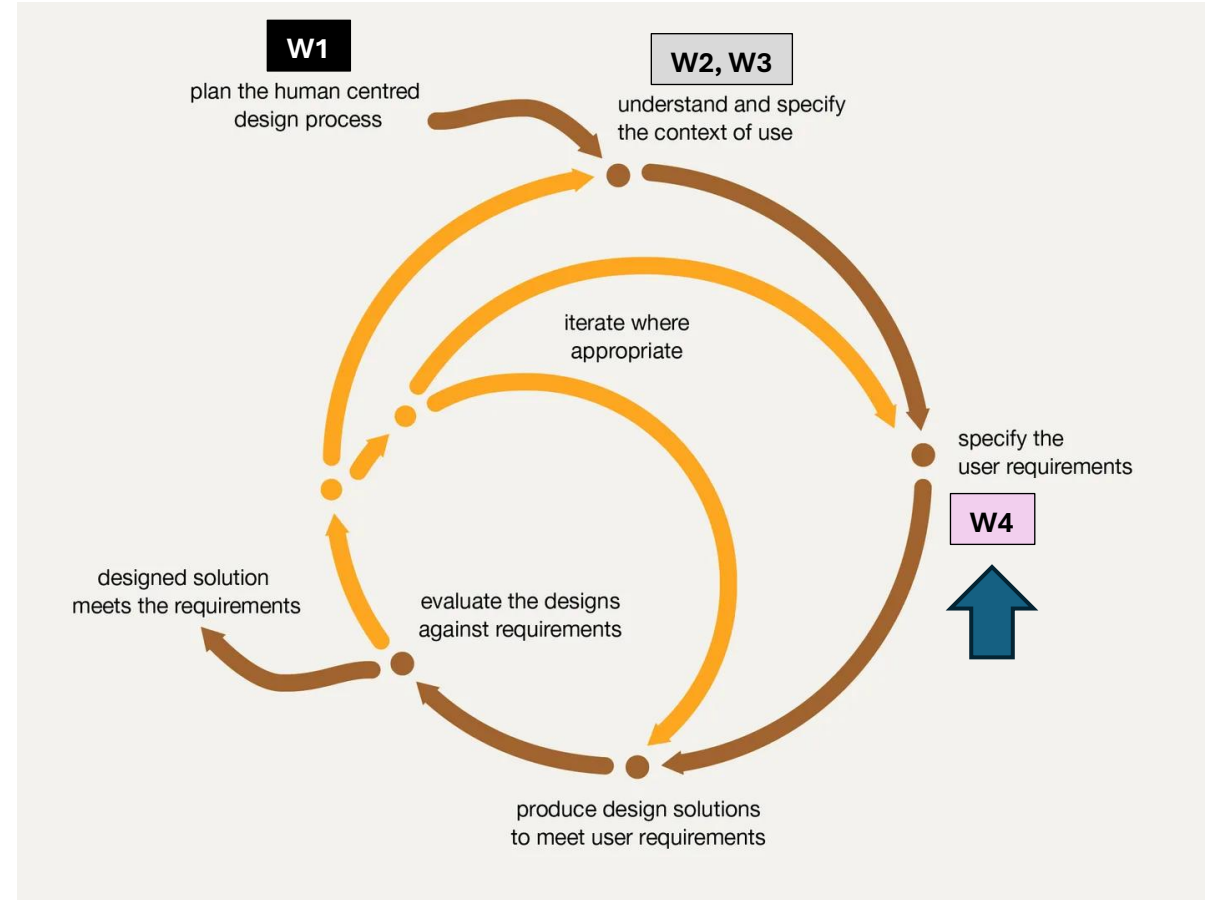 W1
plan the human centred
design process
W2, W3
understand and specify
the context of use
iterate where
appropriate
specify the
user requirements
W4
designed solution
meets the requirements
evaluate the designs
against requirements
produce design solutions
to meet user requirements